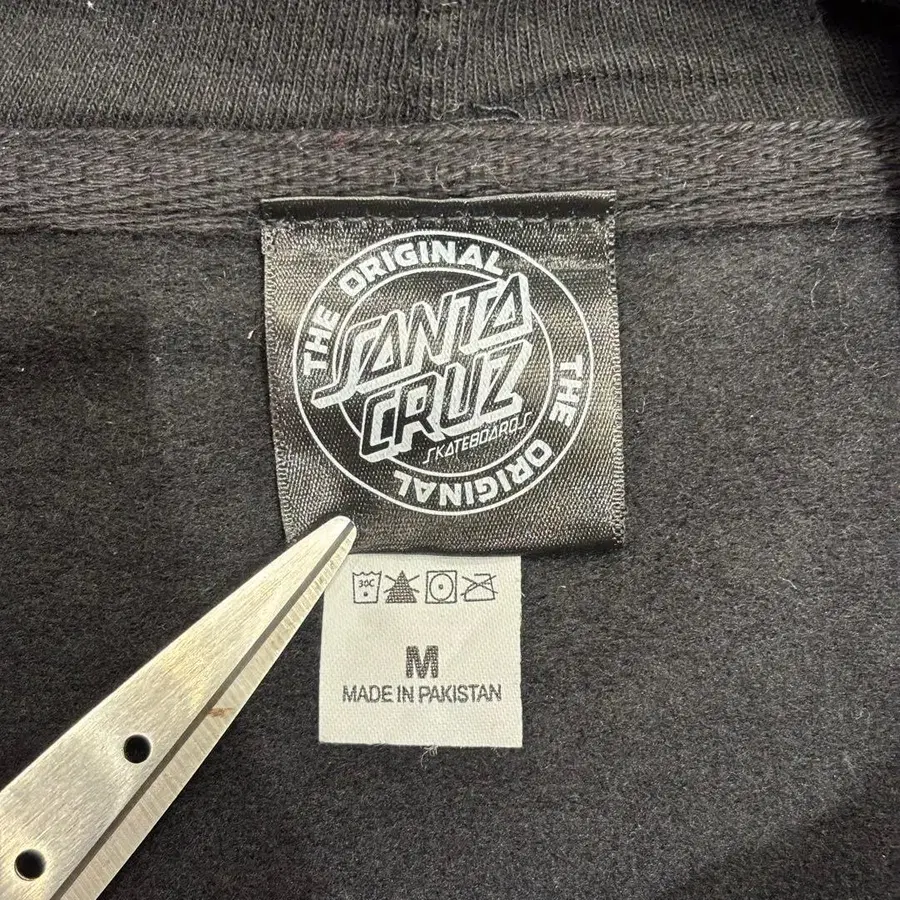 THE ORIGINAL
SANTA
CRUZ
SKATEBOARDS
THE ORIGINAL
30C
M
MADE IN PAKISTAN